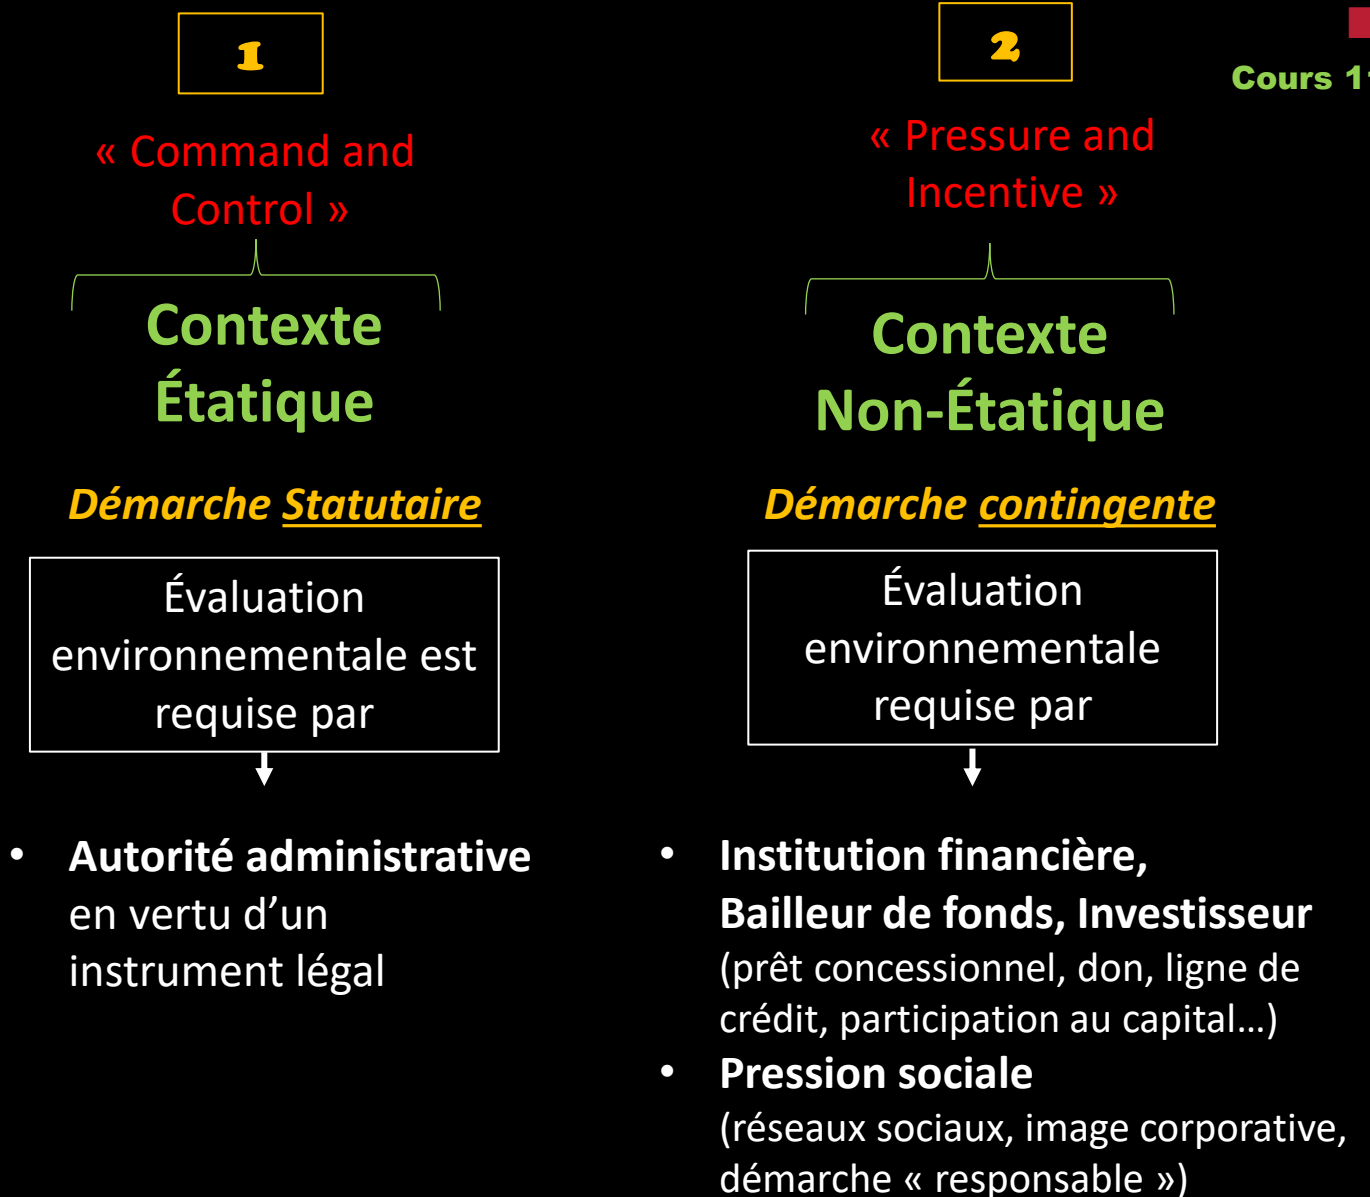 1
« Command and
Control »
Contexte
Étatique
Démarche Statutaire
Évaluation
environnementale est
requise par
• Autorité administrative
en vertu d’un
instrument légal
2
« Pressure and
Incentive »
Contexte
Non-Étatique
Démarche contingente
Évaluation
environnementale
requise par
• Institution financière,
Bailleur de fonds, Investisseur
(prêt concessionnel, don, ligne de
crédit, participation au capital…)
• Pression sociale
(réseaux sociaux, image corporative,
démarche « responsable »)
Cours